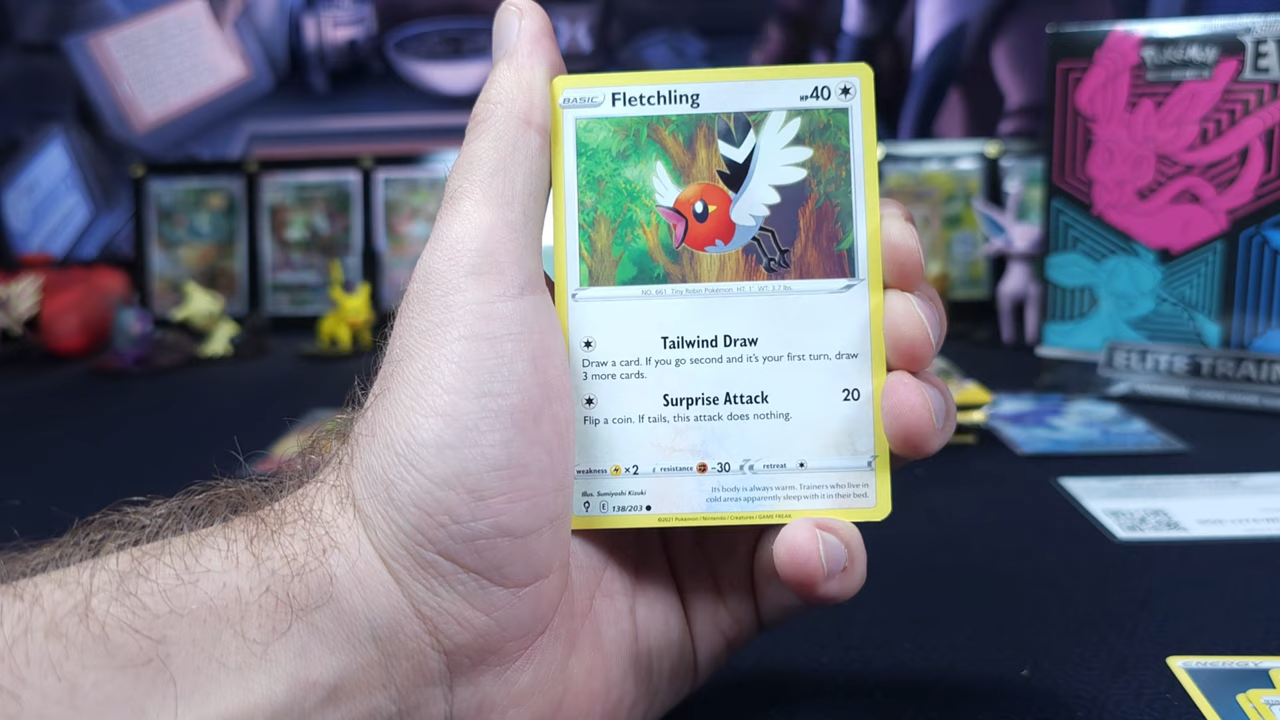 BASIC Fletchling HP 40
NO. 661 Tiny Robin Pokémon HT: 1' WT: 3.7 lbs.
Tailwind Draw
Draw a card. If you go second and it's your first turn, draw
3 more cards.
Surprise Attack 20
Flip a coin. If tails, this attack does nothing.
weakness ×2 resistance -30 retreat
Illus. Sumiyoshi Kizuki
Its body is always warm. Trainers who live in
cold areas apparently sleep with it in their bed.
E 138/203
©2021 Pokémon / Nintendo / Creatures / GAME FREAK
POKÉMON
E
ELITE TRAIN
ENERGY